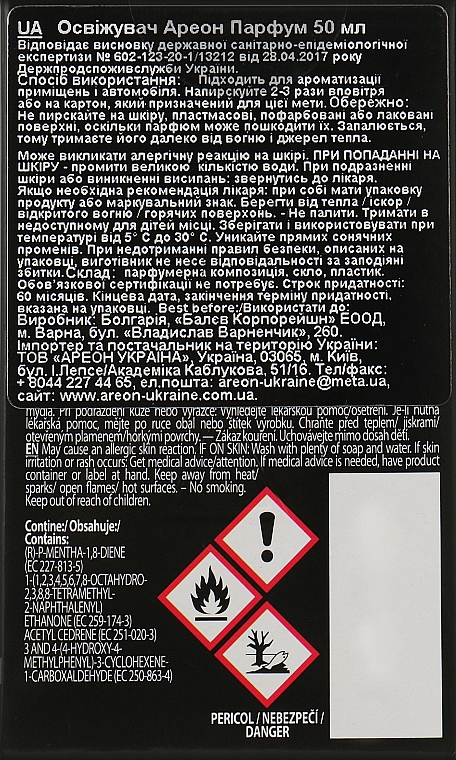 UA Освіжувач Ареон Парфум 50 мл
Відповідає висновку державної санітарно-епідеміологічної
експертизи № 602-123-20-1/13212 від 28.04.2017 року
Держпродспоживслужби України.
Спосіб використання: Підходить для ароматизації
приміщень і автомобіля. Напирскуйте 2-3 рази вповітря
або на картон, який призначений для цієї мети. Обережно:
Не пирскайте на шкіру, пластмасові, пофарбовані або лаковані
поверхні, оскільки парфюм може пошкодити їх. Запалюється,
тому тримаєте його далеко від вогню і джерел тепла.
Може викликати алергічну реакцію на шкірі. ПРИ ПОПАДАННІ НА
ШКІРУ - промити великою кількістю води. При подразненні
шкіри або виникненні висипань: звернутись до лікаря.
Якщо необхідна рекомендація лікаря: при собі мати упаковку
продукту або маркувальний знак. Берегти від тепла / іскор /
відкритого вогню / горячих поверхонь. - Не палити. Тримати в
недоступному для дітей місці. Зберігати і використовувати при
температурі від 5° С до 30° С. Уникайте прямих сонячних
променів. При недотриманні правил безпеки, описаних на
упаковці, виготівник не несе відповідальності за заподіяні
збитки. Склад: парфумерна композиція, скло, пластик.
Обов'язкової сертифікації не потребує. Строк придатності:
60 місяців. Кінцева дата, закінчення терміну придатності,
вказана на упаковці. Best before:/Використати до:
Виробник: Болгарія, «Балев Корпорейшн» ЕООД,
м. Варна, бул. «Владислав Варненчик», 260.
Імпортер та постачальник на територію України:
ТОВ «АРЕОН УКРАЇНА», Україна, 03065, м. Київ,
бул. І.Лепсе/Академіка Каблукова, 51/16. Тел/факс:
+ 8044 227 44 65, ел.пошта: areon-ukraine@meta.ua,
сайт: www.areon-ukraine.com.ua.
mýdla. Při podráždění kůže nebo vyrážce: Vyhledejte lékařskou pomoc/ošetření. Je-li nutná
lékařská pomoc, mějte po ruce obal nebo štítek výrobku. Chraňte před teplem/ jiskrami/
otevřeným plamenem/horkými povrchy. — Zákaz kouření. Uchovávejte mimo dosah dětí.
EN May cause an allergic skin reaction. IF ON SKIN: Wash with plenty of soap and water. If skin
irritation or rash occurs: Get medical advice/attention. If medical advice is needed, have product
container or label at hand. Keep away from heat/
sparks/ open flames/ hot surfaces. – No smoking.
Keep out of reach of children.
Contine:/ Obsahuje:/
Contains:
(R)-P-MENTHA-1,8-DIENE
(EC 227-813-5)
1-(1,2,3,4,5,6,7,8-OCTAHYDRO-
2,3,8,8-TETRAMETHYL-
2-NAPHTHALENYL)
ETHANONE (EC 259-174-3)
ACETYL CEDRENE (EC 251-020-3)
3 AND 4-(4-HYDROXY-4-
METHYLPENYL)-3-CYCLOHEXENE-
1-CARBOXALDEHYDE (EC 250-863-4)
PERICOL / NEBEZPEČÍ /
DANGER